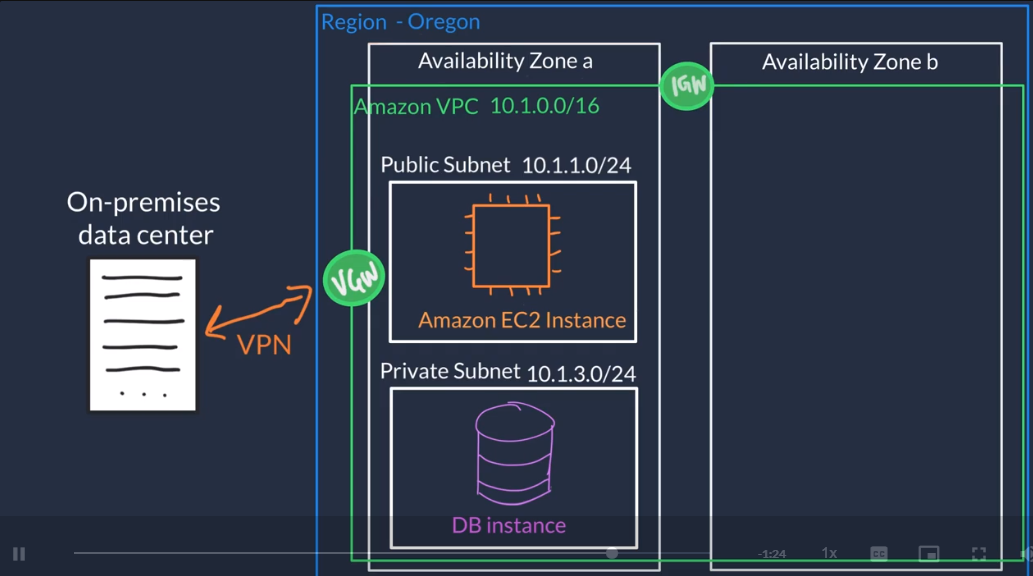 Region - Oregon
Availability Zone a
Availability Zone b
IGW
Amazon VPC 10.1.0.0/16
Public Subnet 10.1.1.0/24
On-premises
data center
VGW
VPN
Amazon EC2 Instance
Private Subnet 10.1.3.0/24
. . .
DB instance
-1:24
1x
CC